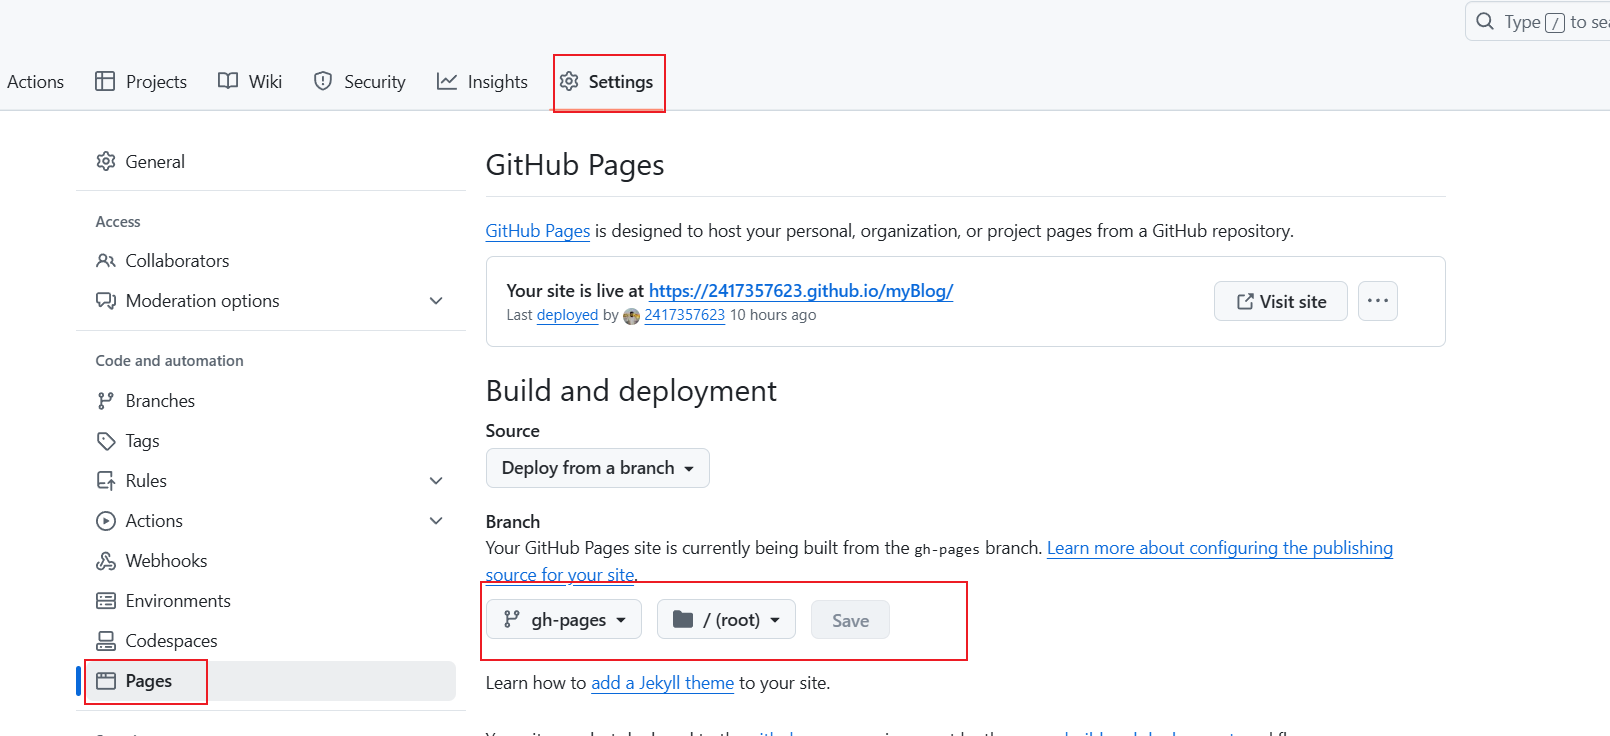 Type / to sea
Actions Projects Wiki Security Insights Settings
General
Access
Collaborators
Moderation options
Code and automation
Branches
Tags
Rules
Actions
Webhooks
Environments
Codespaces
Pages
GitHub Pages
GitHub Pages is designed to host your personal, organization, or project pages from a GitHub repository.
Your site is live at https://2417357623.github.io/myBlog/
Last deployed by 2417357623 10 hours ago
Visit site
Build and deployment
Source
Deploy from a branch
Branch
Your GitHub Pages site is currently being built from the gh-pages branch. Learn more about configuring the publishing
source for your site.
gh-pages / (root) Save
Learn how to add a Jekyll theme to your site.